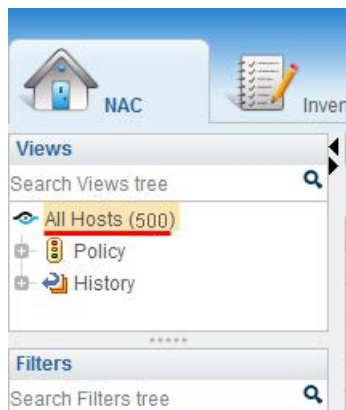 NAC
Inven
Views
Search Views tree
All Hosts (500)
Policy
History
Filters
Search Filters tree